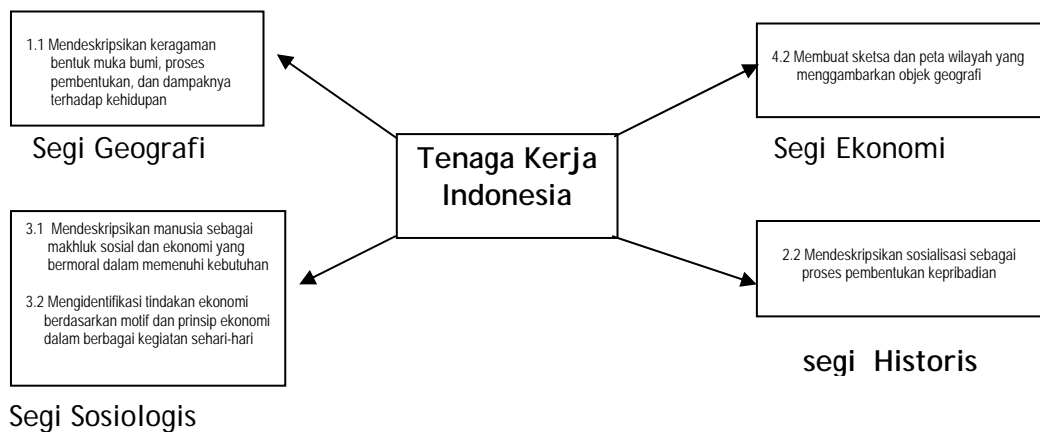 1.1 Mendeskripsikan keragaman
bentuk muka bumi, proses
pembentukan, dan dampaknya
terhadap kehidupan
Segi Geografi
4.2 Membuat sketsa dan peta wilayah yang
menggambarkan objek geografi
Segi Ekonomi
Tenaga Kerja
Indonesia
3.1 Mendeskripsikan manusia sebagai
makhluk sosial dan ekonomi yang
bermoral dalam memenuhi kebutuhan
3.2 Mengidentifikasi tindakan ekonomi
berdasarkan motif dan prinsip ekonomi
dalam berbagai kegiatan sehari-hari
Segi Sosiologis
2.2 Mendeskripsikan sosialisasi sebagai
proses pembentukan kepribadian
segi Historis